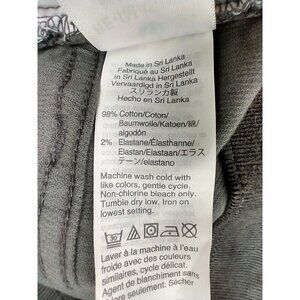 Made in Sri Lanka
Fabriqué au Sri Lanka
In Sri Lanka Hergestellt
Vervaardigd in Sri Lanka
スリランカ製
Hecho en Sri Lanka
98% Cotton/Coton/
Baumwolle/Katoen/綿/
algodón
2% Elastane/Élasthanne/
Elastan/Elastaan/エラス
テーン/elastano
Machine wash cold with
like colors, gentle cycle.
Non-chlorine bleach only.
Tumble dry low, Iron on
lowest setting.
Laver à la machine à l'eau
froide avec des couleurs
similaires, cycle délicat.
Agent de blanchiment sans
chlore seulement. Sécher